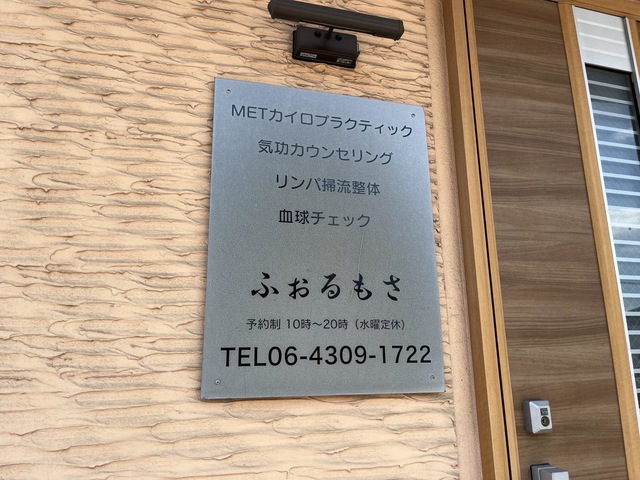 METカイロプラクティック
気功カウンセリング
リンパ掃流整体
血球チェック
ふぉるもさ
予約制 10時〜20時（水曜定休）
TEL06-4309-1722